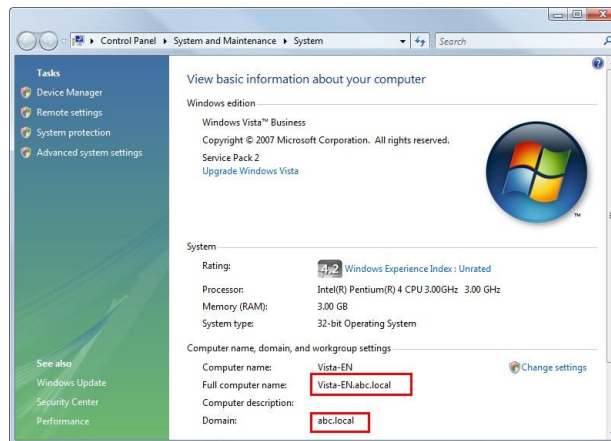 Control Panel ▸ System and Maintenance ▸ System
Search
Tasks
Device Manager
Remote settings
System protection
Advanced system settings
See also
Windows Update
Security Center
Performance
View basic information about your computer
Windows edition
Windows Vista™ Business
Copyright © 2007 Microsoft Corporation. All rights reserved.
Service Pack 2
Upgrade Windows Vista
TM
System
Rating: 4,2 Windows Experience Index : Unrated
Processor: Intel(R) Pentium(R) 4 CPU 3.00GHz 3.00 GHz
Memory (RAM): 3.00 GB
System type: 32-bit Operating System
Computer name, domain, and workgroup settings
Computer name: Vista-EN Change settings
Full computer name: Vista-EN.abc.local
Computer description:
Domain: abc.local